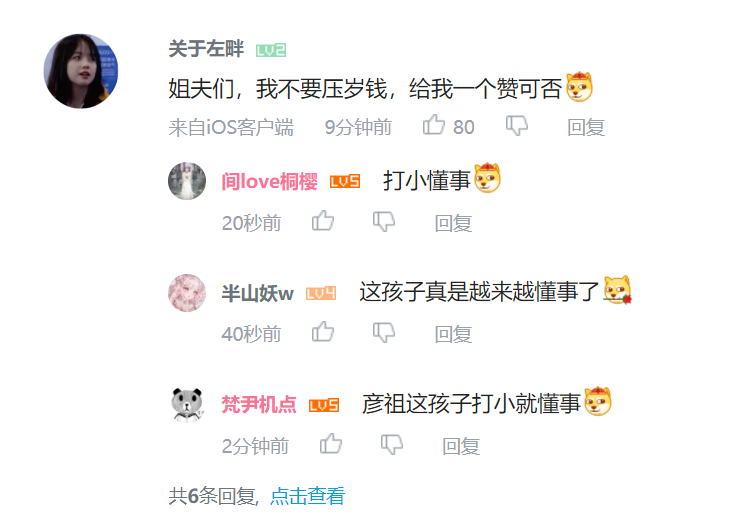 关于左畔 LV2
姐夫们，我不要压岁钱，给我一个赞可否
来自iOS客户端 9分钟前 80 回复
间love桐樱 LV5 打小懂事
20秒前 回复
半山妖w LV4 这孩子真是越来越懂事了
40秒前 回复
梵尹机点 LV5 彦祖这孩子打小就懂事
2分钟前 回复
共6条回复，点击查看